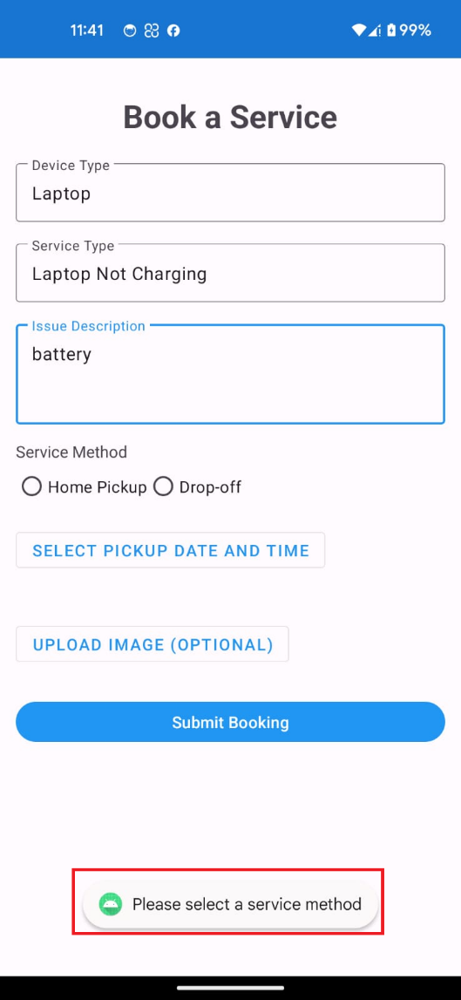 11:41 99%
Book a Service
Device Type
Laptop
Service Type
Laptop Not Charging
Issue Description
battery
Service Method
Home Pickup Drop-off
SELECT PICKUP DATE AND TIME
UPLOAD IMAGE (OPTIONAL)
Submit Booking
Please select a service method